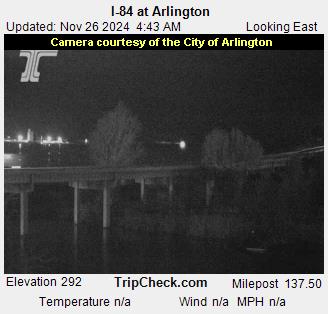 I-84 at Arlington
Updated: Nov 26 2024 4:43 AM Looking East
Camera courtesy of the City of Arlington
Elevation 292 TripCheck.com Milepost 137.50
Temperature n/a Wind n/a MPH n/a